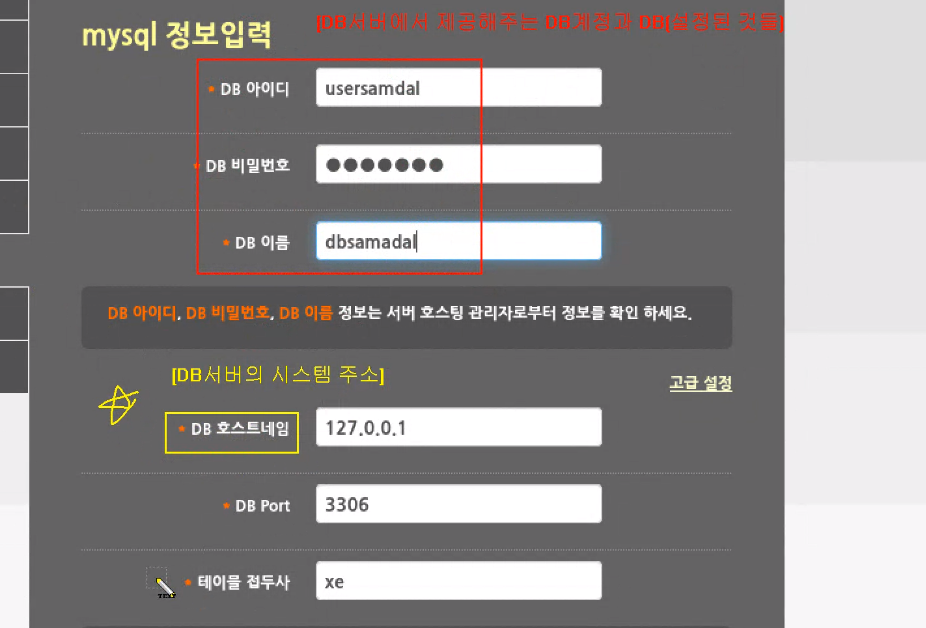 mysql 정보입력 [DB서버에서 제공해주는 DB계정과 DB[설정된 것들]
* DB 아이디 usersamdal
* DB 비밀번호 ●●●●●●●
* DB 이름 dbsamadal
DB 아이디, DB 비밀번호, DB 이름 정보는 서버 호스팅 관리자로부터 정보를 확인 하세요.
[DB서버의 시스템 주소]
고급 설정
* DB 호스트네임 127.0.0.1
* DB Port 3306
* 테이블 접두사 xe
TEXT